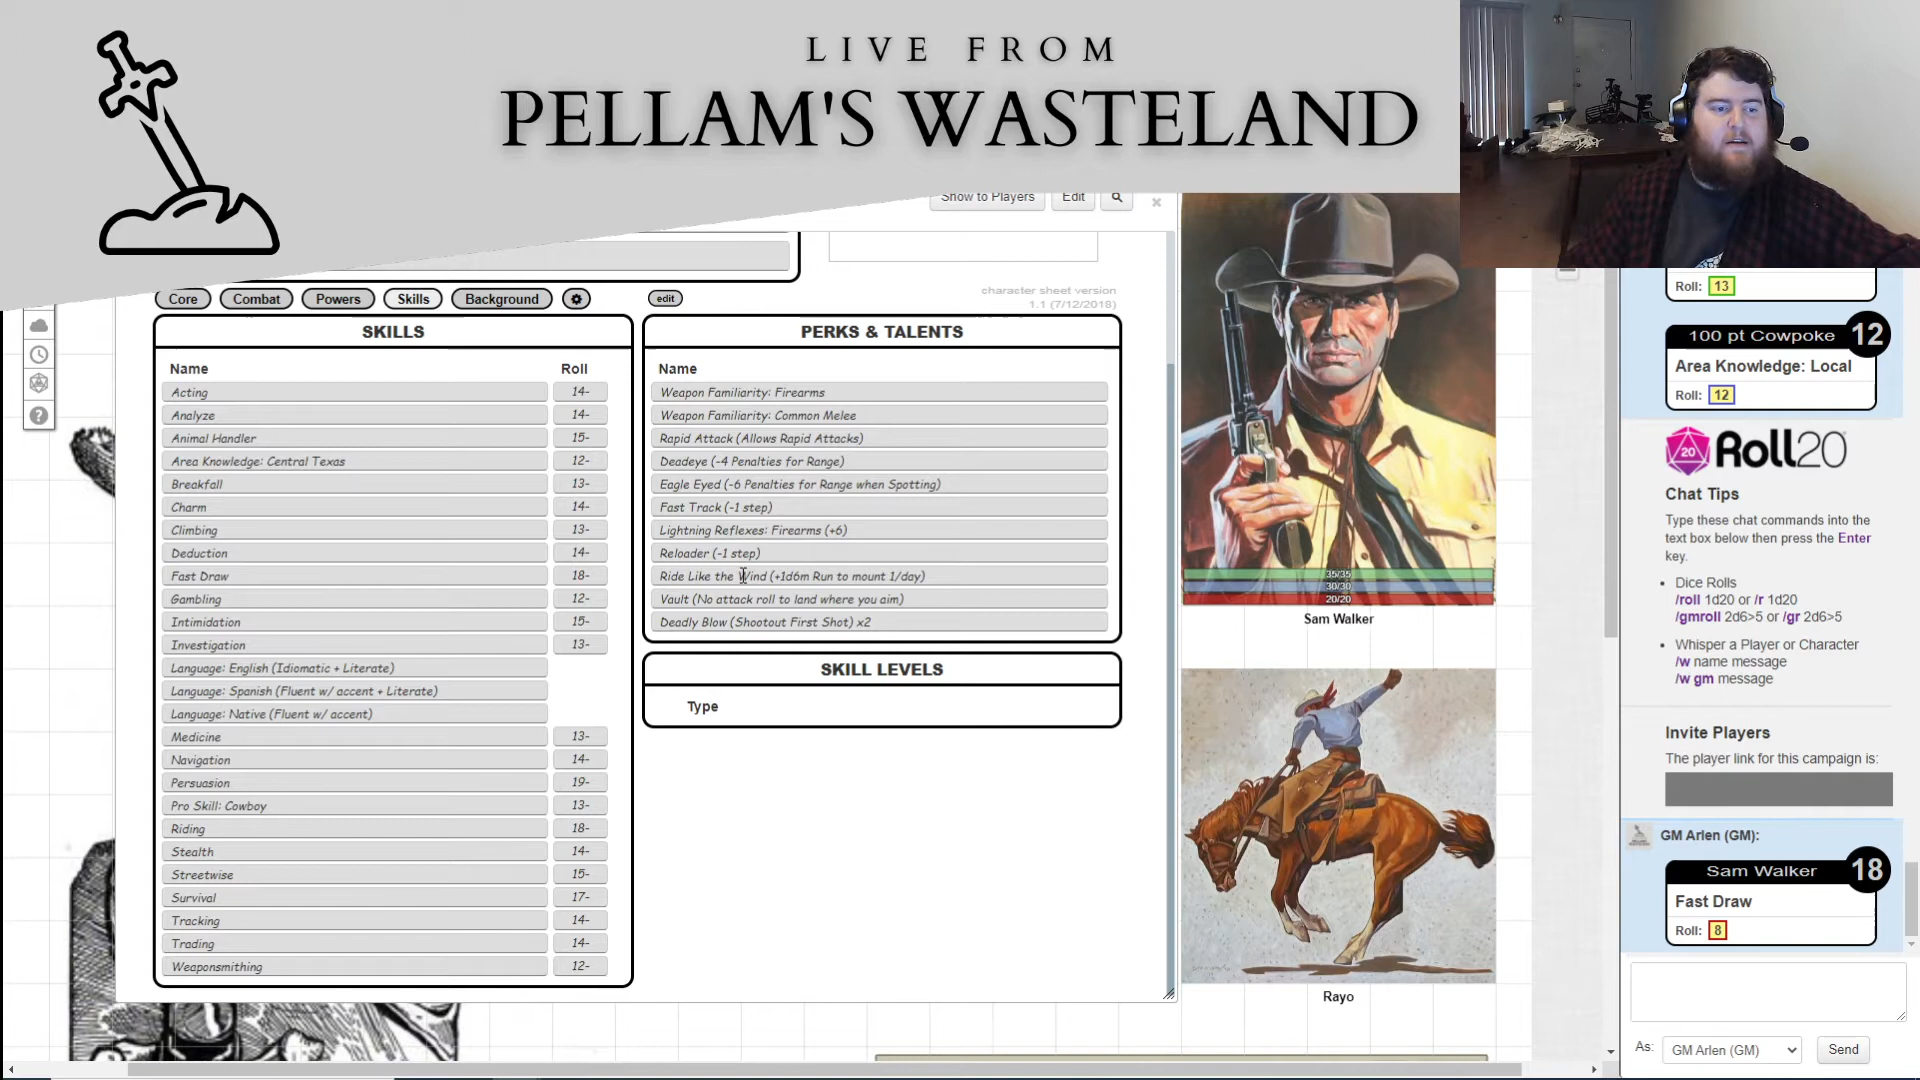 LIVE FROM
PELLAM'S WASTELAND
Show to Players
Edit
Core
Combat
Powers
Skills
Background
edit
character sheet version
1.1 (7/12/2018)
SKILLS
Name Roll
Acting 14-
Analyze 14-
Animal Handler 15-
Area Knowledge: Central Texas 12-
Breakfall 13-
Charm 14-
Climbing 13-
Deduction 14-
Fast Draw 18-
Gambling 12-
Intimidation 15-
Investigation 13-
Language: English (Idiomatic + Literate)
Language: Spanish (Fluent w/ accent + Literate)
Language: Native (Fluent w/ accent)
Medicine 13-
Navigation 14-
Persuasion 19-
Pro Skill: Cowboy 13-
Riding 18-
Stealth 14-
Streetwise 15-
Survival 17-
Tracking 14-
Trading 14-
Weaponsmithing 12-
PERKS & TALENTS
Name
Weapon Familiarity: Firearms
Weapon Familiarity: Common Melee
Rapid Attack (Allows Rapid Attacks)
Deadeye (-4 Penalties for Range)
Eagle Eyed (-6 Penalties for Range when Spotting)
Fast Track (-1 step)
Lightning Reflexes: Firearms (+6)
Reloader (-1 step)
Ride Like the Wind (+1d6m Run to mount 1/day)
Vault (No attack roll to land where you aim)
Deadly Blow (Shootout First Shot) x2
SKILL LEVELS
Type
35/35
30/30
20/20
Sam Walker
Rayo
Roll: 13
100 pt Cowpoke 12
Area Knowledge: Local
Roll: 12
20
Roll20
Chat Tips
Type these chat commands into the
text box below then press the Enter
key.
Dice Rolls
/roll 1d20 or /r 1d20
/gmroll 2d6>5 or /gr 2d6>5
Whisper a Player or Character
/w name message
/w gm message
Invite Players
The player link for this campaign is:
GM Arlen (GM):
Sam Walker 18
Fast Draw
Roll: 8
As: GM Arlen (GM)
Send